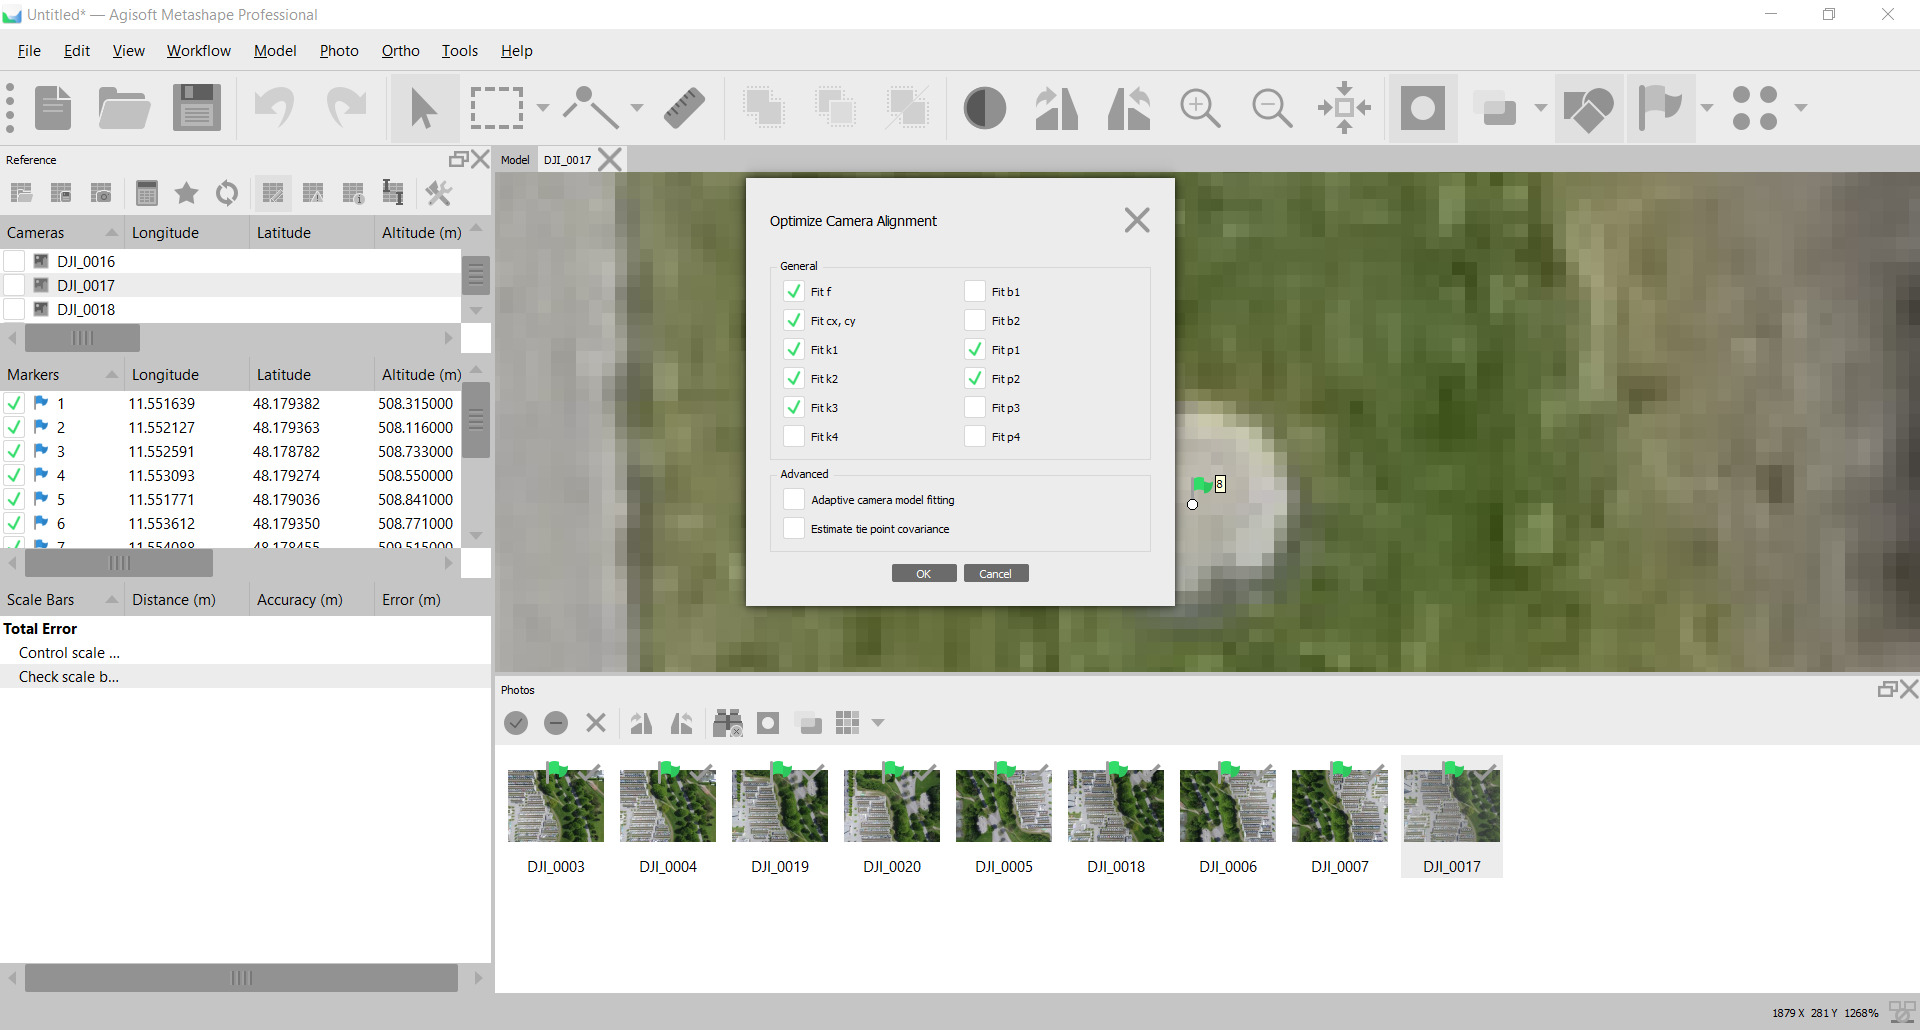 Untitled* — Agisoft Metashape Professional
File Edit View Workflow Model Photo Ortho Tools Help
Reference
Cameras Longitude Latitude Altitude (m)
DJI_0016
DJI_0017
DJI_0018
Markers Longitude Latitude Altitude (m)
1 11.551639 48.179382 508.315000
2 11.552127 48.179363 508.116000
3 11.552591 48.178782 508.733000
4 11.553093 48.179274 508.550000
5 11.551771 48.179036 508.841000
6 11.553612 48.179350 508.771000
7 11.554088 48.178455 509.515000
Scale Bars Distance (m) Accuracy (m) Error (m)
Total Error
Control scale ...
Check scale b...
Model DJI_0017
Optimize Camera Alignment
General
Fit f Fit b1
Fit cx, cy Fit b2
Fit k1 Fit p1
Fit k2 Fit p2
Fit k3 Fit p3
Fit k4 Fit p4
Advanced
Adaptive camera model fitting
Estimate tie point covariance
OK Cancel
8
Photos
DJI_0003 DJI_0004 DJI_0019 DJI_0020 DJI_0005 DJI_0018 DJI_0006 DJI_0007 DJI_0017
1879 X 281 Y 1268%